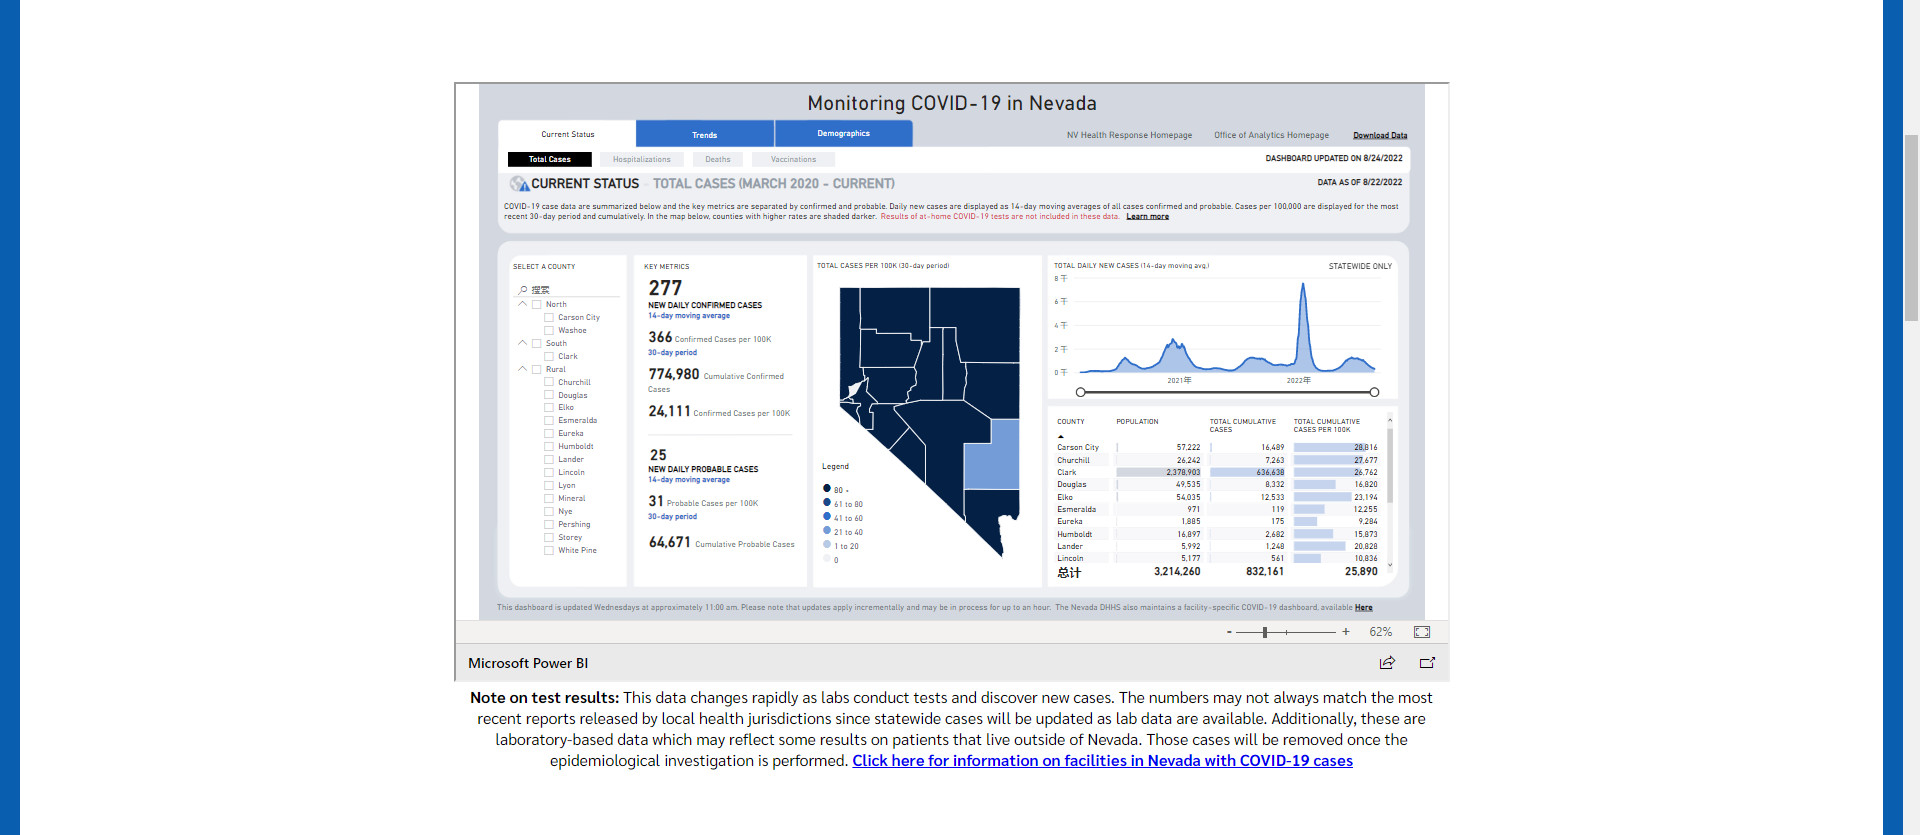 Monitoring COVID-19 in Nevada
Current Status
Trends
Demographics
NV Health Response Homepage
Office of Analytics Homepage
Download Data
Total Cases
Hospitalizations
Deaths
Vaccinations
DASHBOARD UPDATED ON 8/24/2022
CURRENT STATUS - TOTAL CASES (MARCH 2020 - CURRENT)
DATA AS OF 8/22/2022
COVID-19 case data are summarized below and the key metrics are separated by confirmed and probable. Daily new cases are displayed as 14-day moving averages of all cases confirmed and probable. Cases per 100,000 are displayed for the most
recent 30-day period and cumulatively. In the map below, counties with higher rates are shaded darker. Results of at-home COVID-19 tests are not included in these data. Learn more
SELECT A COUNTY
搜索
North
Carson City
Washoe
South
Clark
Rural
Churchill
Douglas
Elko
Esmeralda
Eureka
Humboldt
Lander
Lincoln
Lyon
Mineral
Nye
Pershing
Storey
White Pine
KEY METRICS
277
NEW DAILY CONFIRMED CASES
14-day moving average
366 Confirmed Cases per 100K
30-day period
774,980 Cumulative Confirmed
Cases
24,111 Confirmed Cases per 100K
25
NEW DAILY PROBABLE CASES
14-day moving average
31 Probable Cases per 100K
30-day period
64,671 Cumulative Probable Cases
TOTAL CASES PER 100K (30-day period)
Legend
80 +
61 to 80
41 to 60
21 to 40
1 to 20
0
TOTAL DAILY NEW CASES (14-day moving avg.)
STATEWIDE ONLY
8 千
6 千
4 千
2 千
0 千
2021年
2022年
COUNTY POPULATION TOTAL CUMULATIVE CASES TOTAL CUMULATIVE CASES PER 100K
Carson City 57,222 16,489 28,816
Churchill 26,242 7,263 27,677
Clark 2,378,903 636,638 26,762
Douglas 49,535 8,332 16,820
Elko 54,035 12,533 23,194
Esmeralda 971 119 12,255
Eureka 1,885 175 9,284
Humboldt 16,897 2,682 15,873
Lander 5,992 1,248 20,828
Lincoln 5,177 561 10,836
总计 3,214,260 832,161 25,890
This dashboard is updated Wednesdays at approximately 11:00 am. Please note that updates apply incrementally and may be in process for up to an hour. The Nevada DHHS also maintains a facility-specific COVID-19 dashboard, available Here
- + 62%
Microsoft Power BI
Note on test results: This data changes rapidly as labs conduct tests and discover new cases. The numbers may not always match the most
recent reports released by local health jurisdictions since statewide cases will be updated as lab data are available. Additionally, these are
laboratory-based data which may reflect some results on patients that live outside of Nevada. Those cases will be removed once the
epidemiological investigation is performed. Click here for information on facilities in Nevada with COVID-19 cases